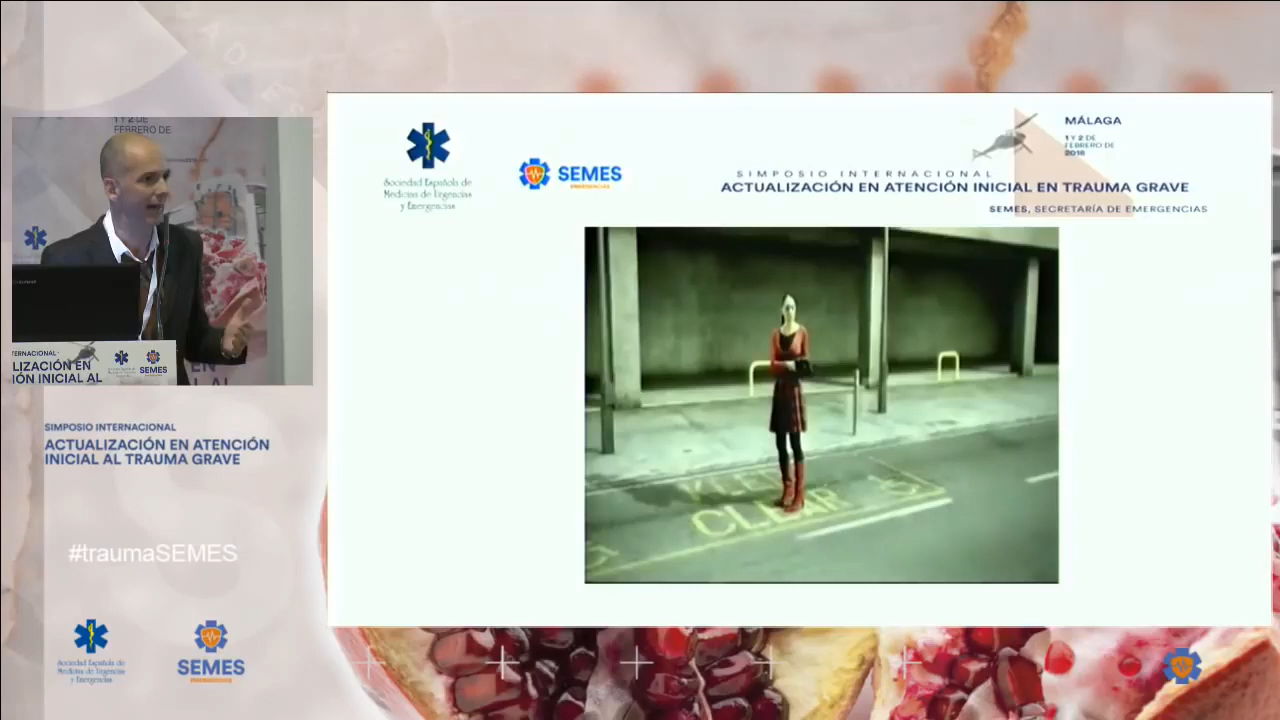 1 Y 2 DE
FEBRERO DE
INTERNACIONAL
LIZACIÓN EN
IÓN INICIAL AL
SEMES
SIMPOSIO INTERNACIONAL
ACTUALIZACIÓN EN ATENCIÓN
INICIAL AL TRAUMA GRAVE
#traumaSEMES
Sociedad Española de
Medicina de Urgencias
y Emergencias
SEMES
Sociedad Española de
Medicina de Urgencias
y Emergencias
SEMES
EMERGENCIAS
MÁLAGA
1 Y 2 DE
FEBRERO DE
2018
SIMPOSIO INTERNACIONAL
ACTUALIZACIÓN EN ATENCIÓN INICIAL EN TRAUMA GRAVE
SEMES, SECRETARÍA DE EMERGENCIAS
KEEP
CLEAR